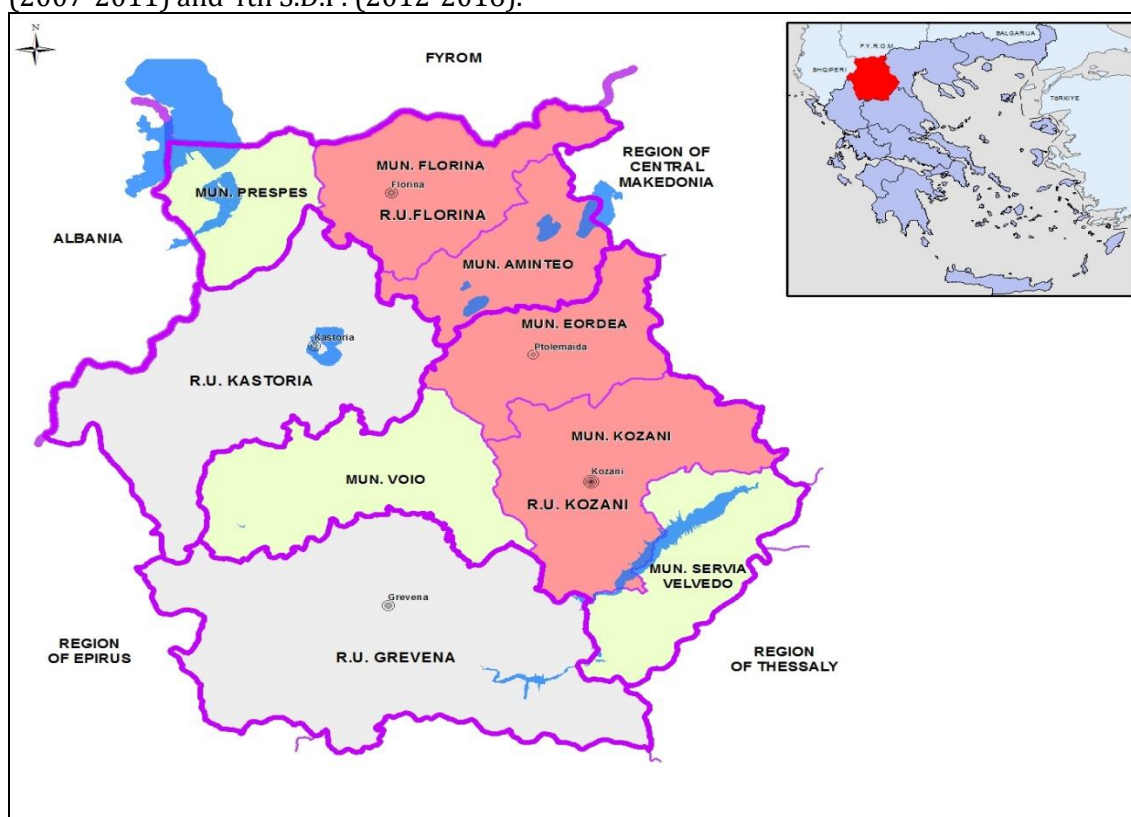 (2007-2011) and 4th S.D.P. (2012-2016).
N
FYROM
F.Y.R.O.M
BALGARIJA
SHQIPERI
TÜRKIYE
MUN. FLORINA
Florina
R.U.FLORINA
REGION OF
CENTRAL
MAKEDONIA
MUN. PRESPES
ALBANIA
MUN. AMINTEO
MUN. EORDEA
Ptolemaida
Kastoria
R.U. KASTORIA
MUN. KOZANI
Kozani
R.U. KOZANI
MUN. VOIO
MUN. SERVIA
VELVEDO
Grevena
R.U. GREVENA
REGION
OF EPIRUS
REGION
OF THESSALY